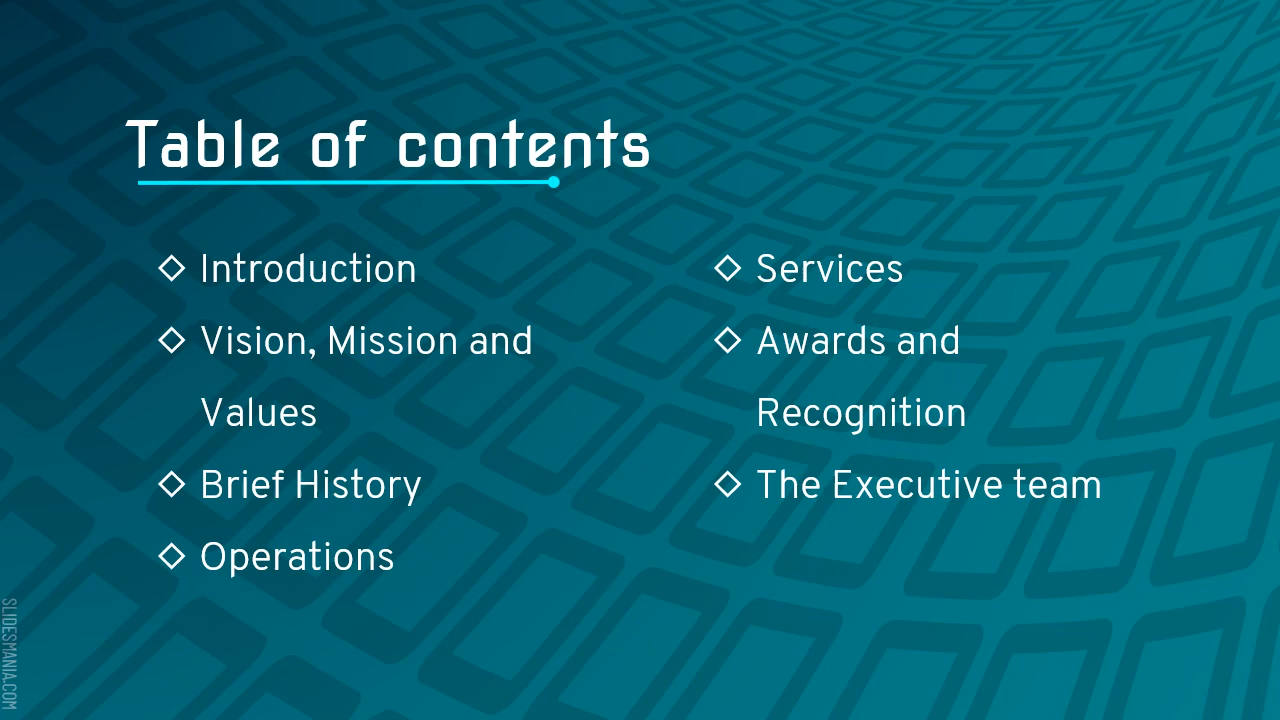 Table of contents
Introduction
Vision, Mission and
Values
Brief History
Operations
Services
Awards and
Recognition
The Executive team
SLIDESMANIA.COM